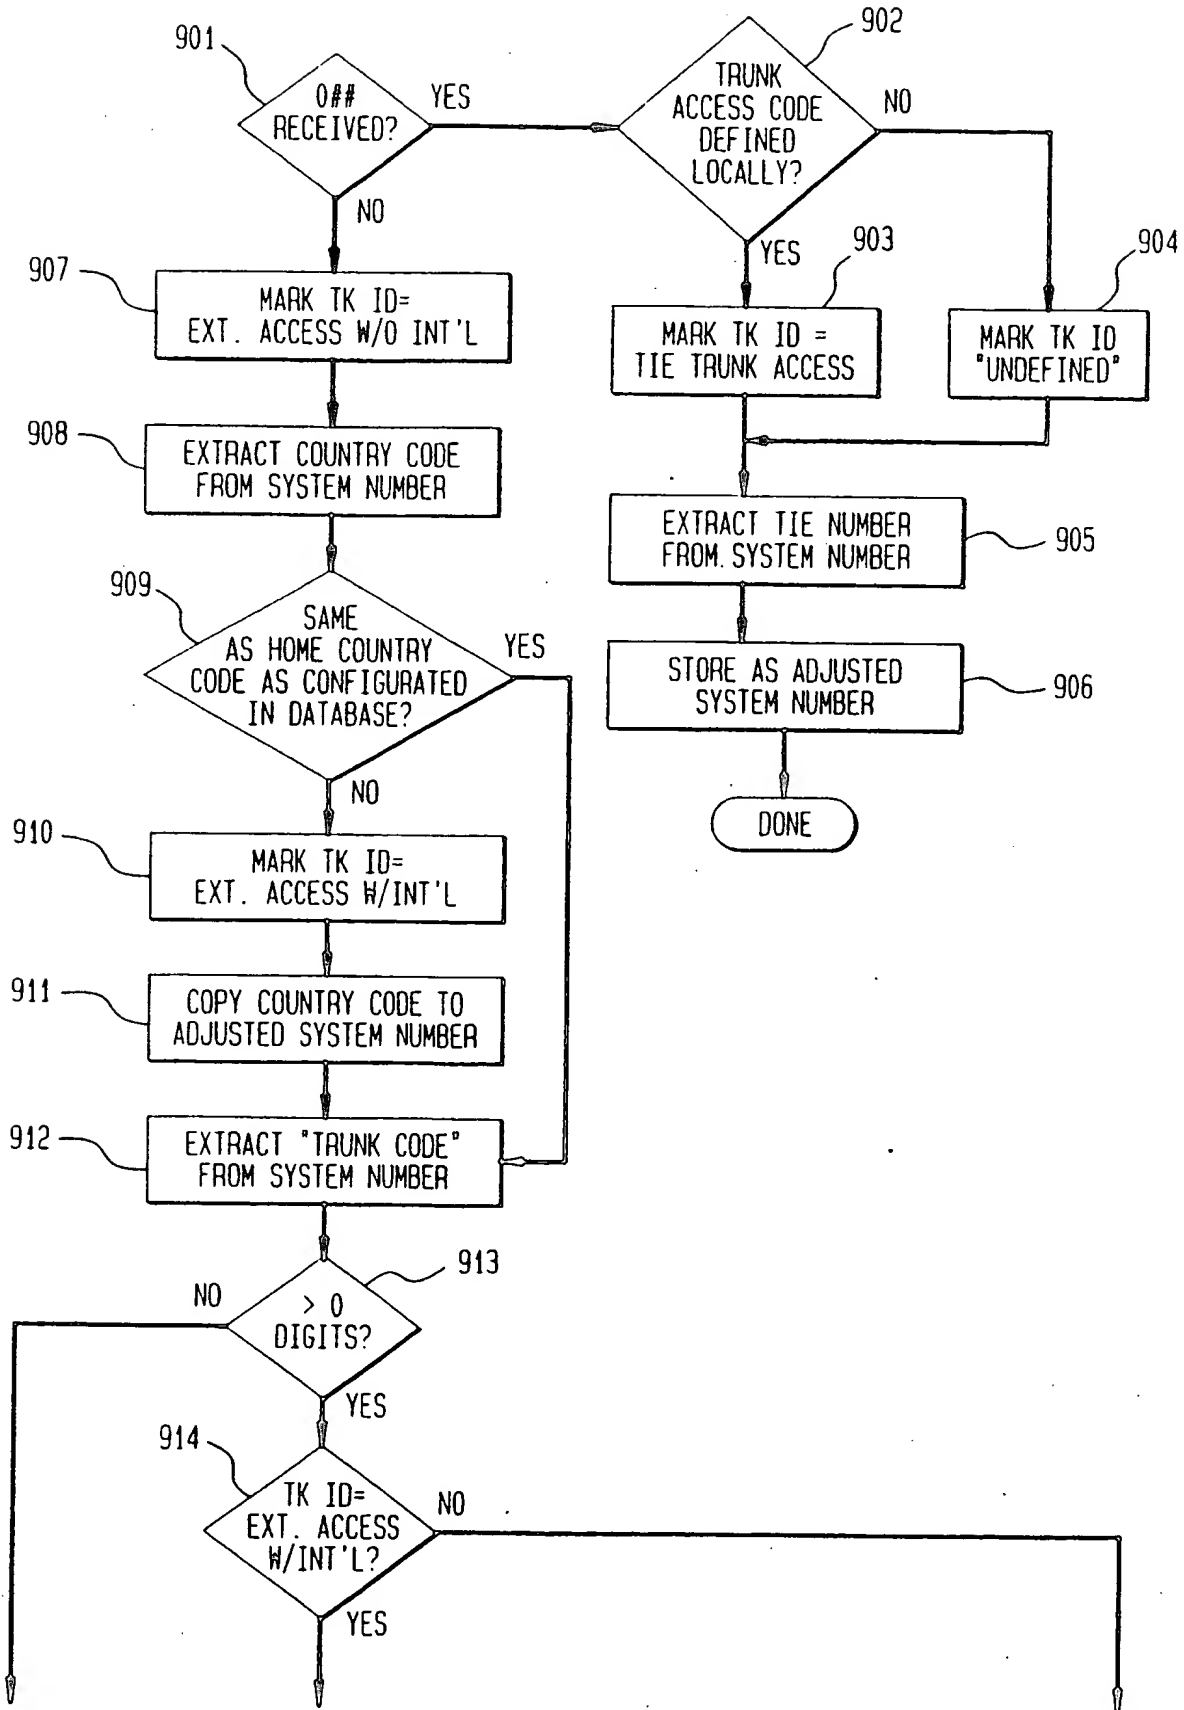 901
0##
RECEIVED?
YES
NO
902
TRUNK
ACCESS CODE
DEFINED
LOCALLY?
NO
YES
903
MARK TK ID =
TIE TRUNK ACCESS
904
MARK TK ID
"UNDEFINED"
905
EXTRACT TIE NUMBER
FROM.SYSTEM NUMBER
906
STORE AS ADJUSTED
SYSTEM NUMBER
DONE
907
MARK TK ID=
EXT. ACCESS W/O INT'L
908
EXTRACT COUNTRY CODE
FROM SYSTEM NUMBER
909
SAME
AS HOME COUNTRY
CODE AS CONFIGURATED
IN DATABASE?
YES
NO
910
MARK TK ID=
EXT. ACCESS W/INT'L
911
COPY COUNTRY CODE TO
ADJUSTED SYSTEM NUMBER
912
EXTRACT "TRUNK CODE"
FROM SYSTEM NUMBER
913
> 0
DIGITS?
NO
YES
914
TK ID=
EXT. ACCESS
W/INT'L?
NO
YES